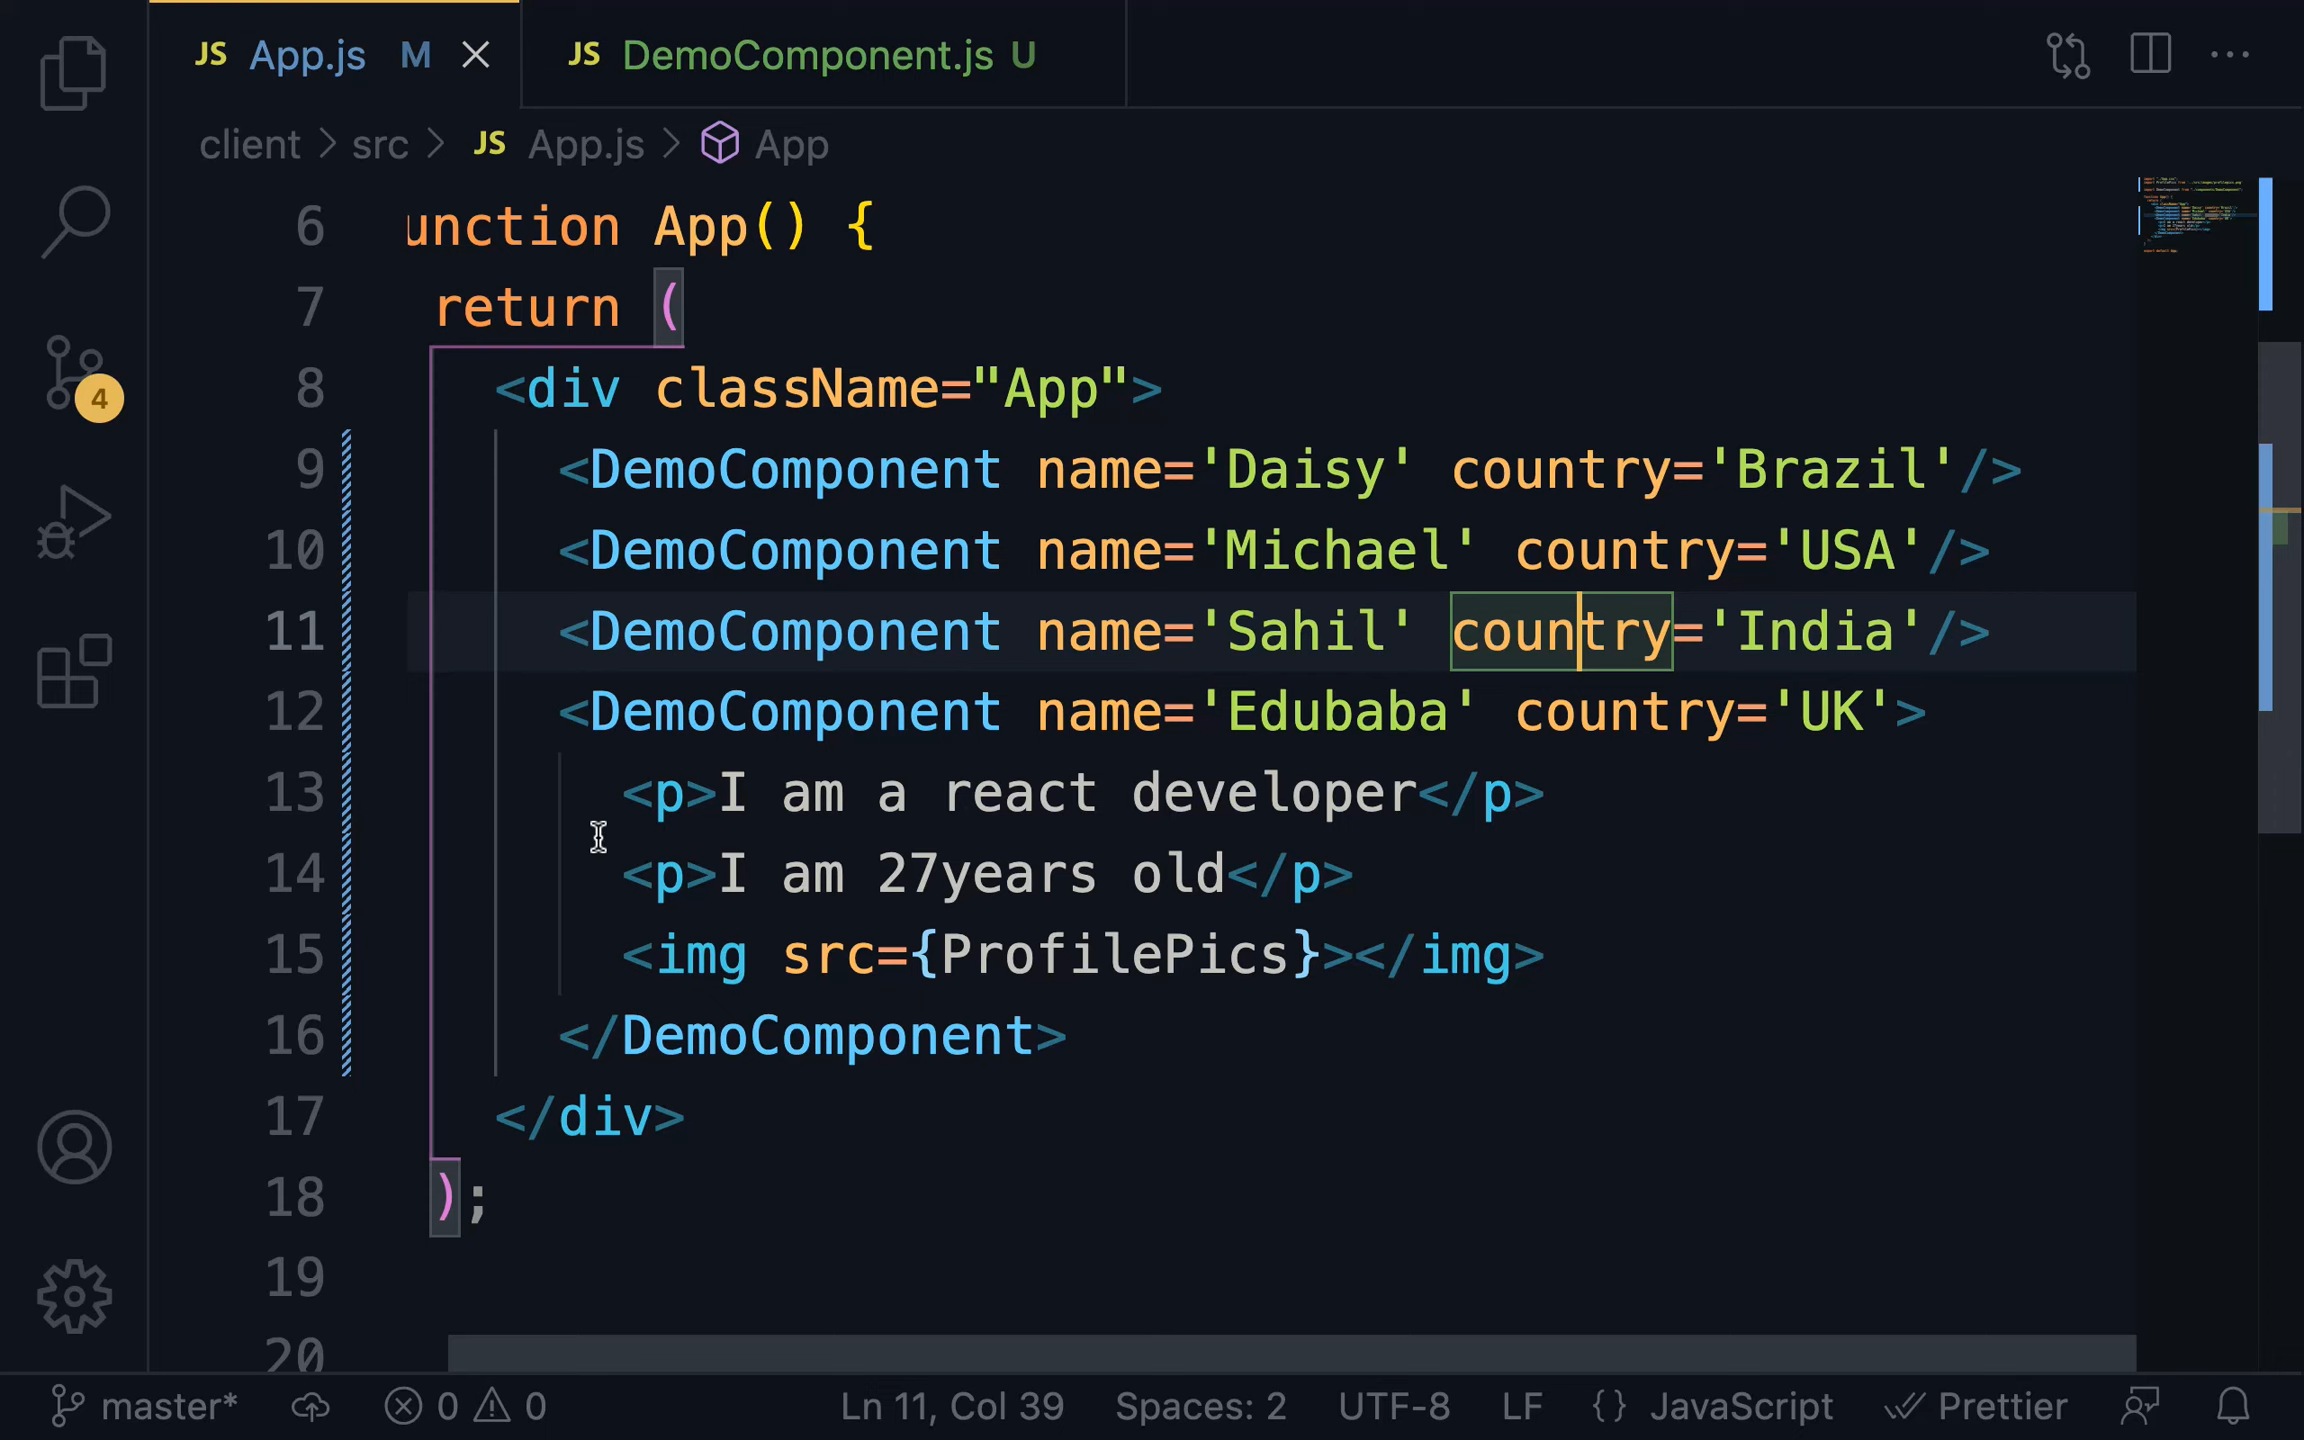 JS App.js M JS DemoComponent.js U
client > src > JS App.js > App
6 unction App() {
7 return (
8 <div className="App">
9 <DemoComponent name='Daisy' country='Brazil'/>
10 <DemoComponent name='Michael' country='USA'/>
11 <DemoComponent name='Sahil' country='India'/>
12 <DemoComponent name='Edubaba' country='UK'>
13 <p>I am a react developer</p>
14 <p>I am 27years old</p>
15 <img src={ProfilePics}></img>
16 </DemoComponent>
17 </div>
18 );
19
20
4
master* 0 0 Ln 11, Col 39 Spaces: 2 UTF-8 LF {} JavaScript Prettier